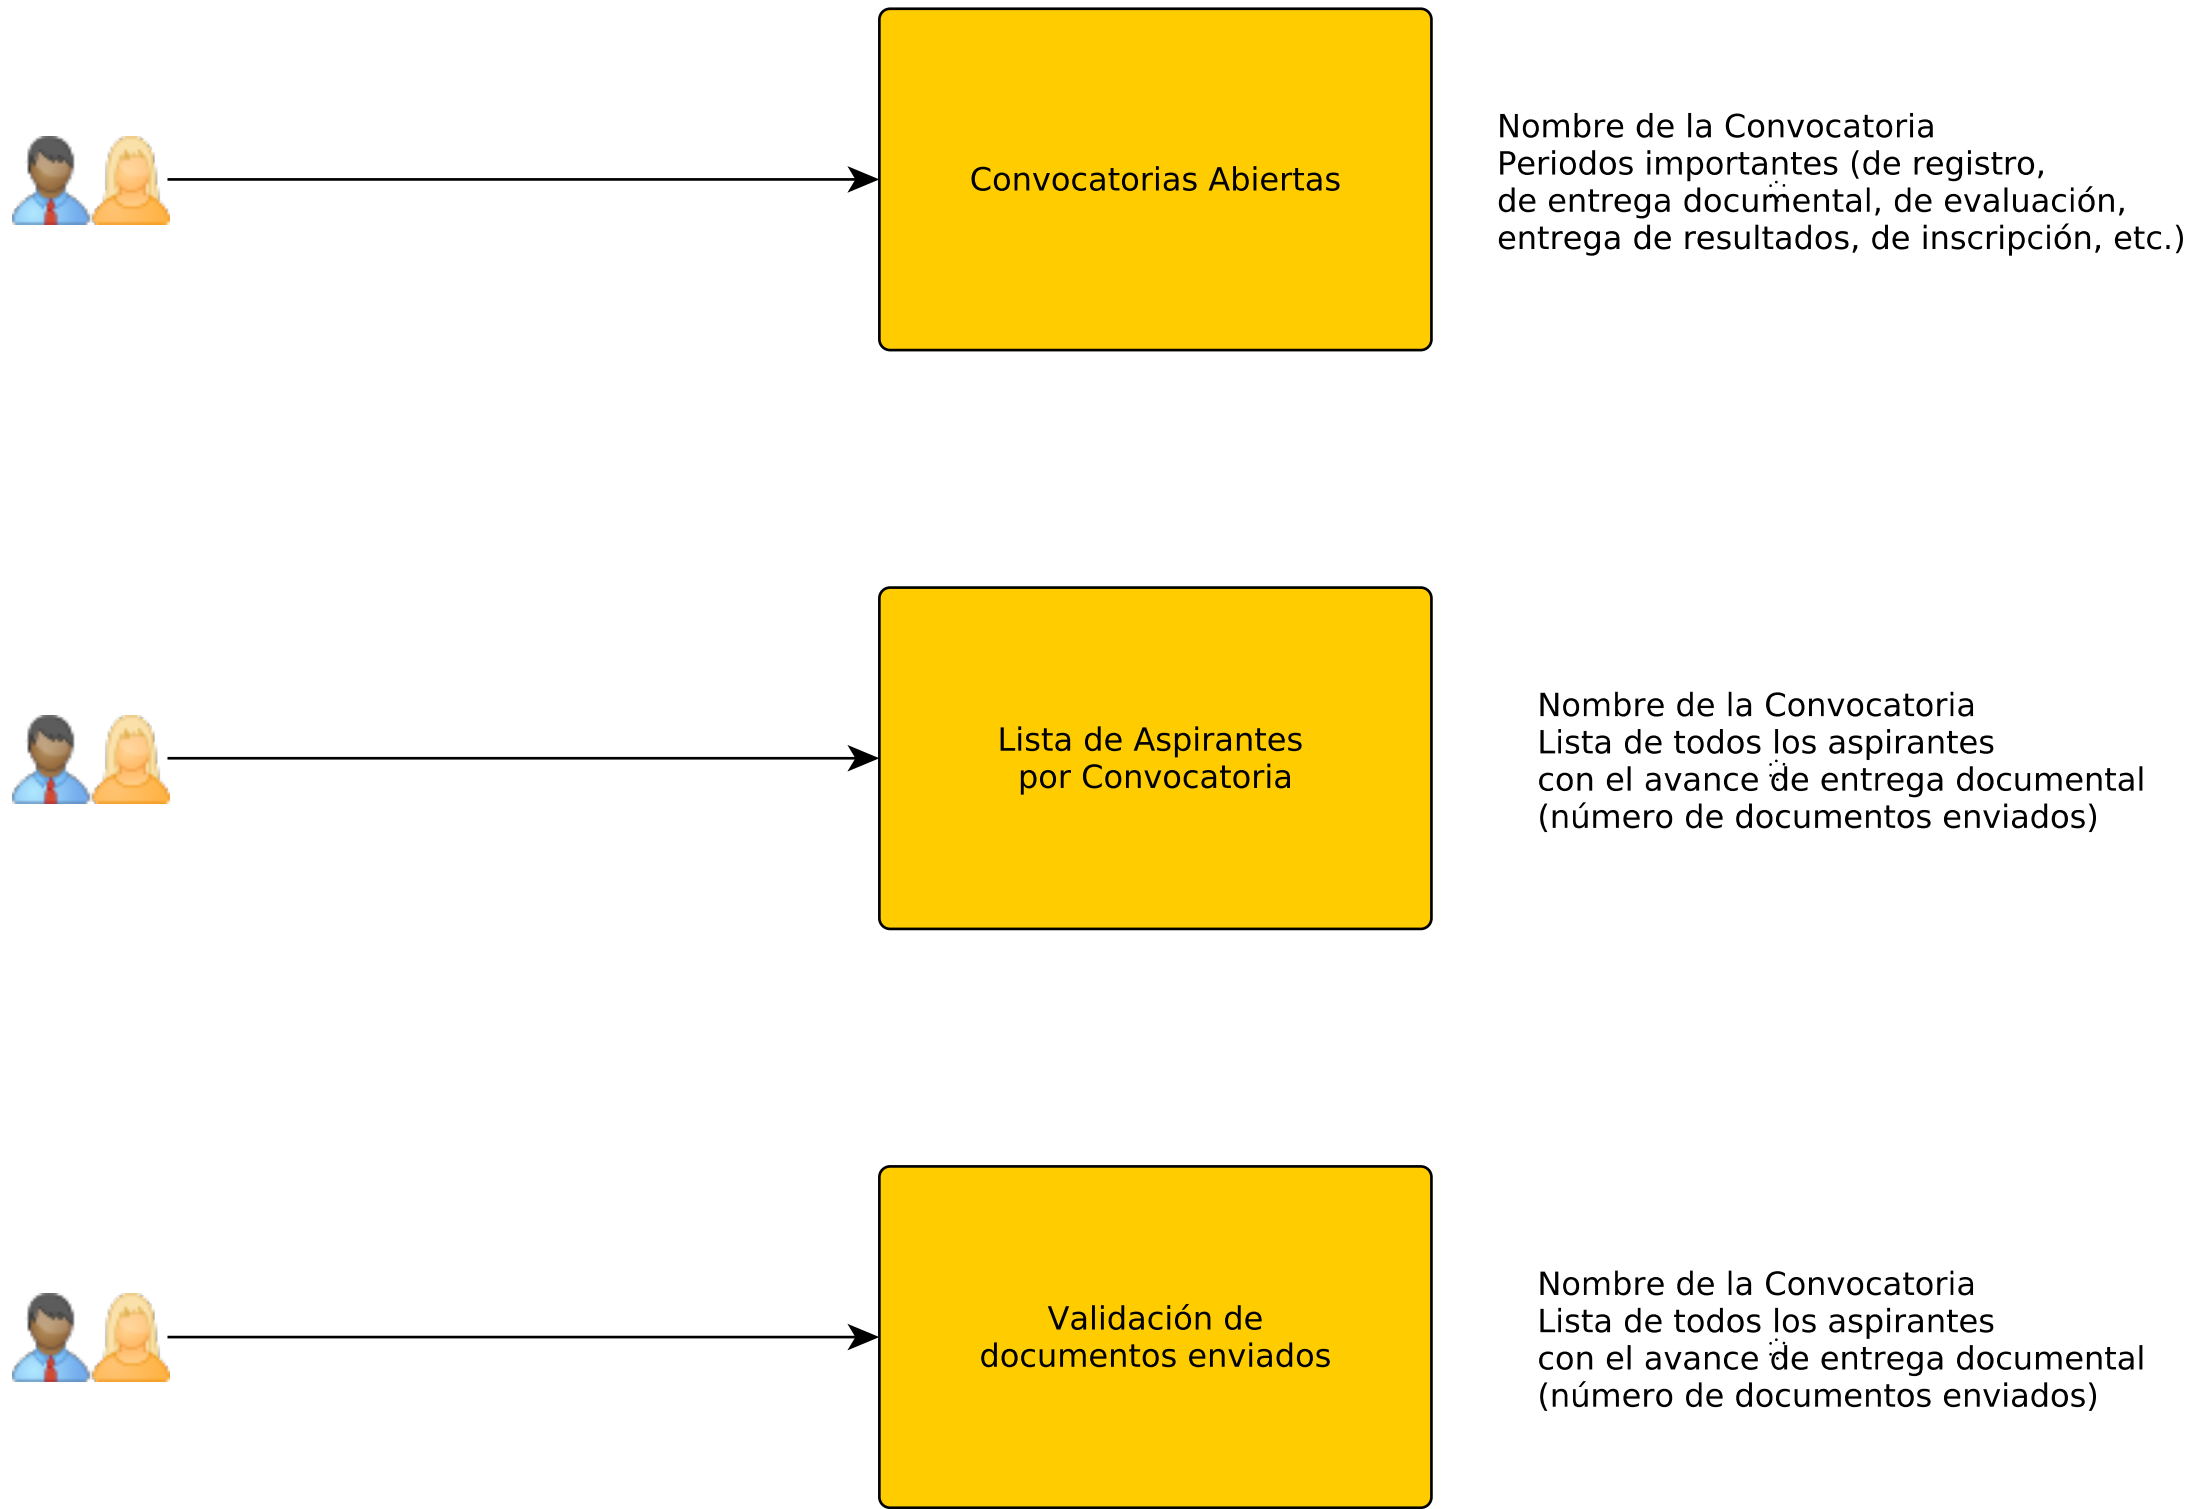 Convocatorias Abiertas
Nombre de la Convocatoria
Periodos importantes (de registro,
de entrega documental, de evaluación,
entrega de resultados, de inscripción, etc.)
Lista de Aspirantes
por Convocatoria
Nombre de la Convocatoria
Lista de todos los aspirantes
con el avance de entrega documental
(número de documentos enviados)
Validación de
documentos enviados
Nombre de la Convocatoria
Lista de todos los aspirantes
con el avance de entrega documental
(número de documentos enviados)